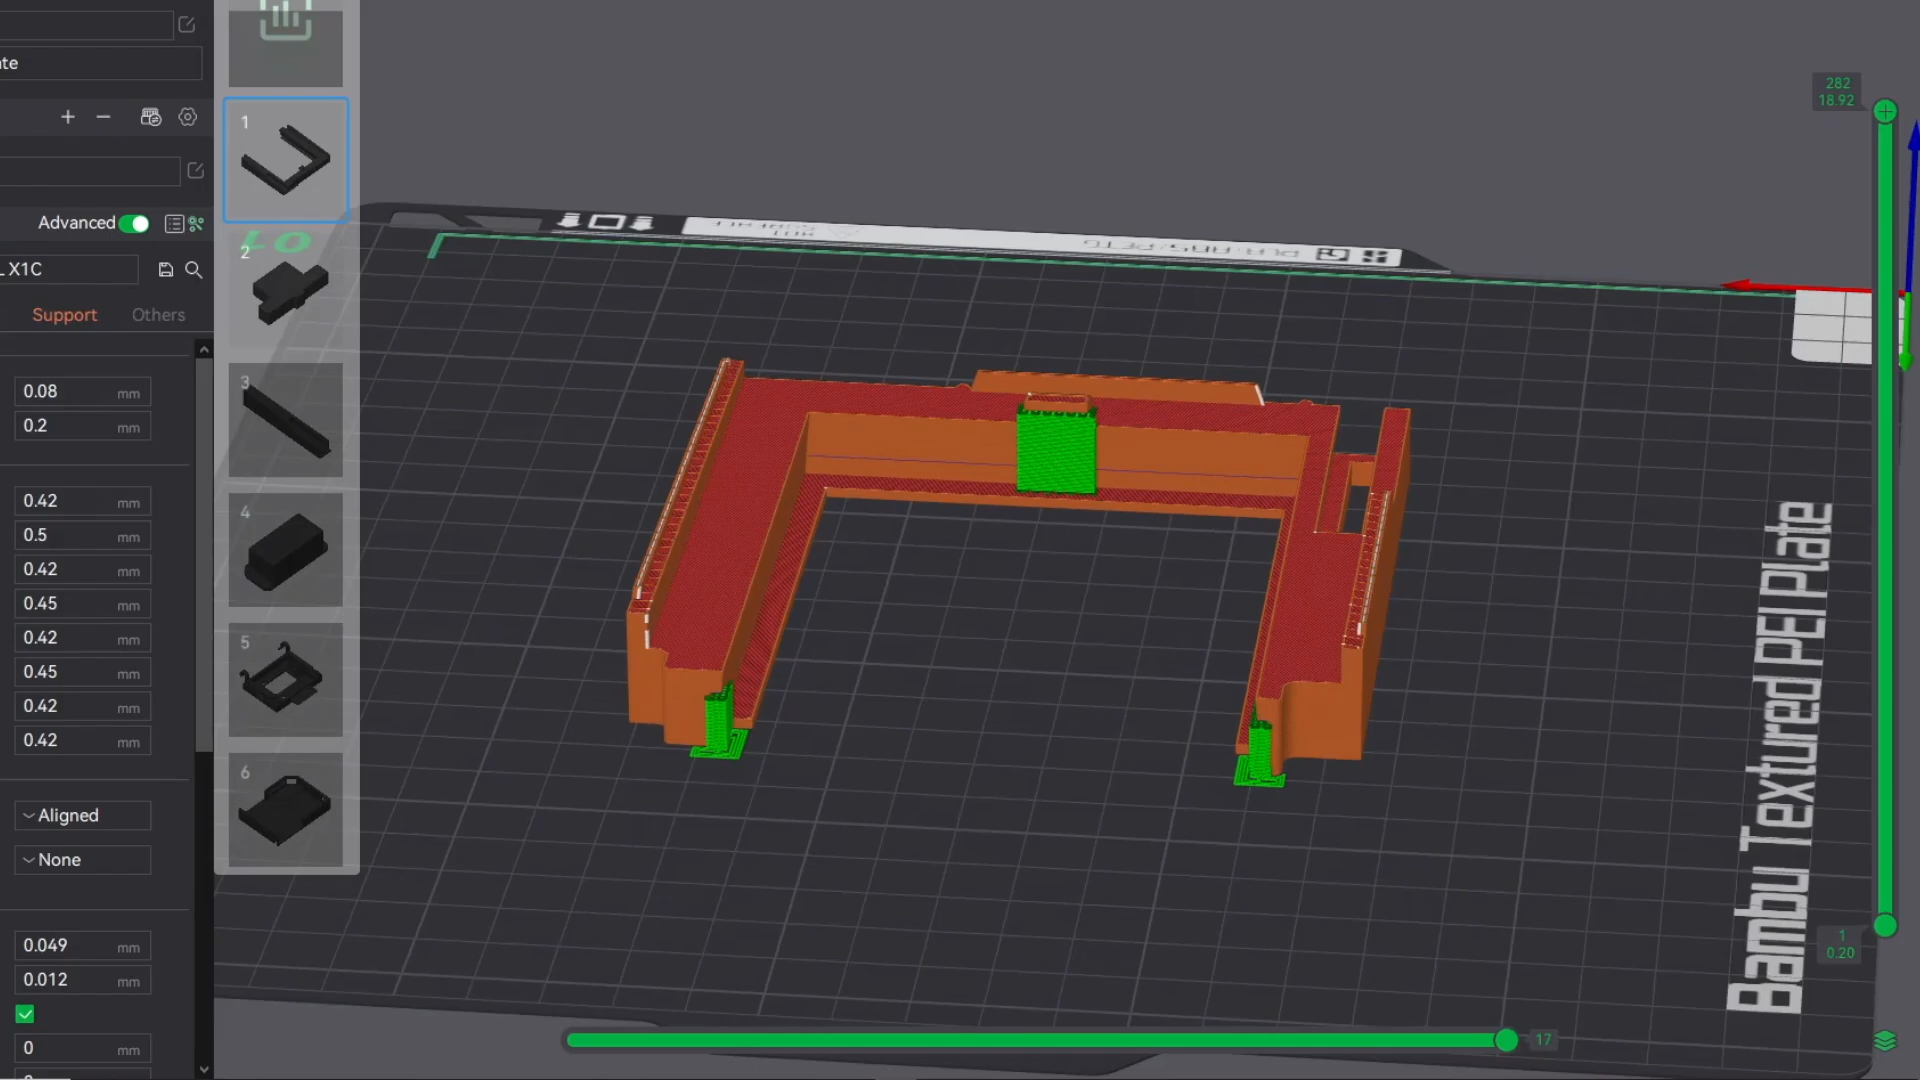 te
Advanced
X1C
Support Others
0.08 mm
0.2 mm
0.42 mm
0.5 mm
0.42 mm
0.45 mm
0.42 mm
0.45 mm
0.42 mm
0.42 mm
Aligned
None
0.049 mm
0.012 mm
0 mm
1
2
3
4
5
6
282
18.92
1
0.20
17
Bambu Textured PEI Plate